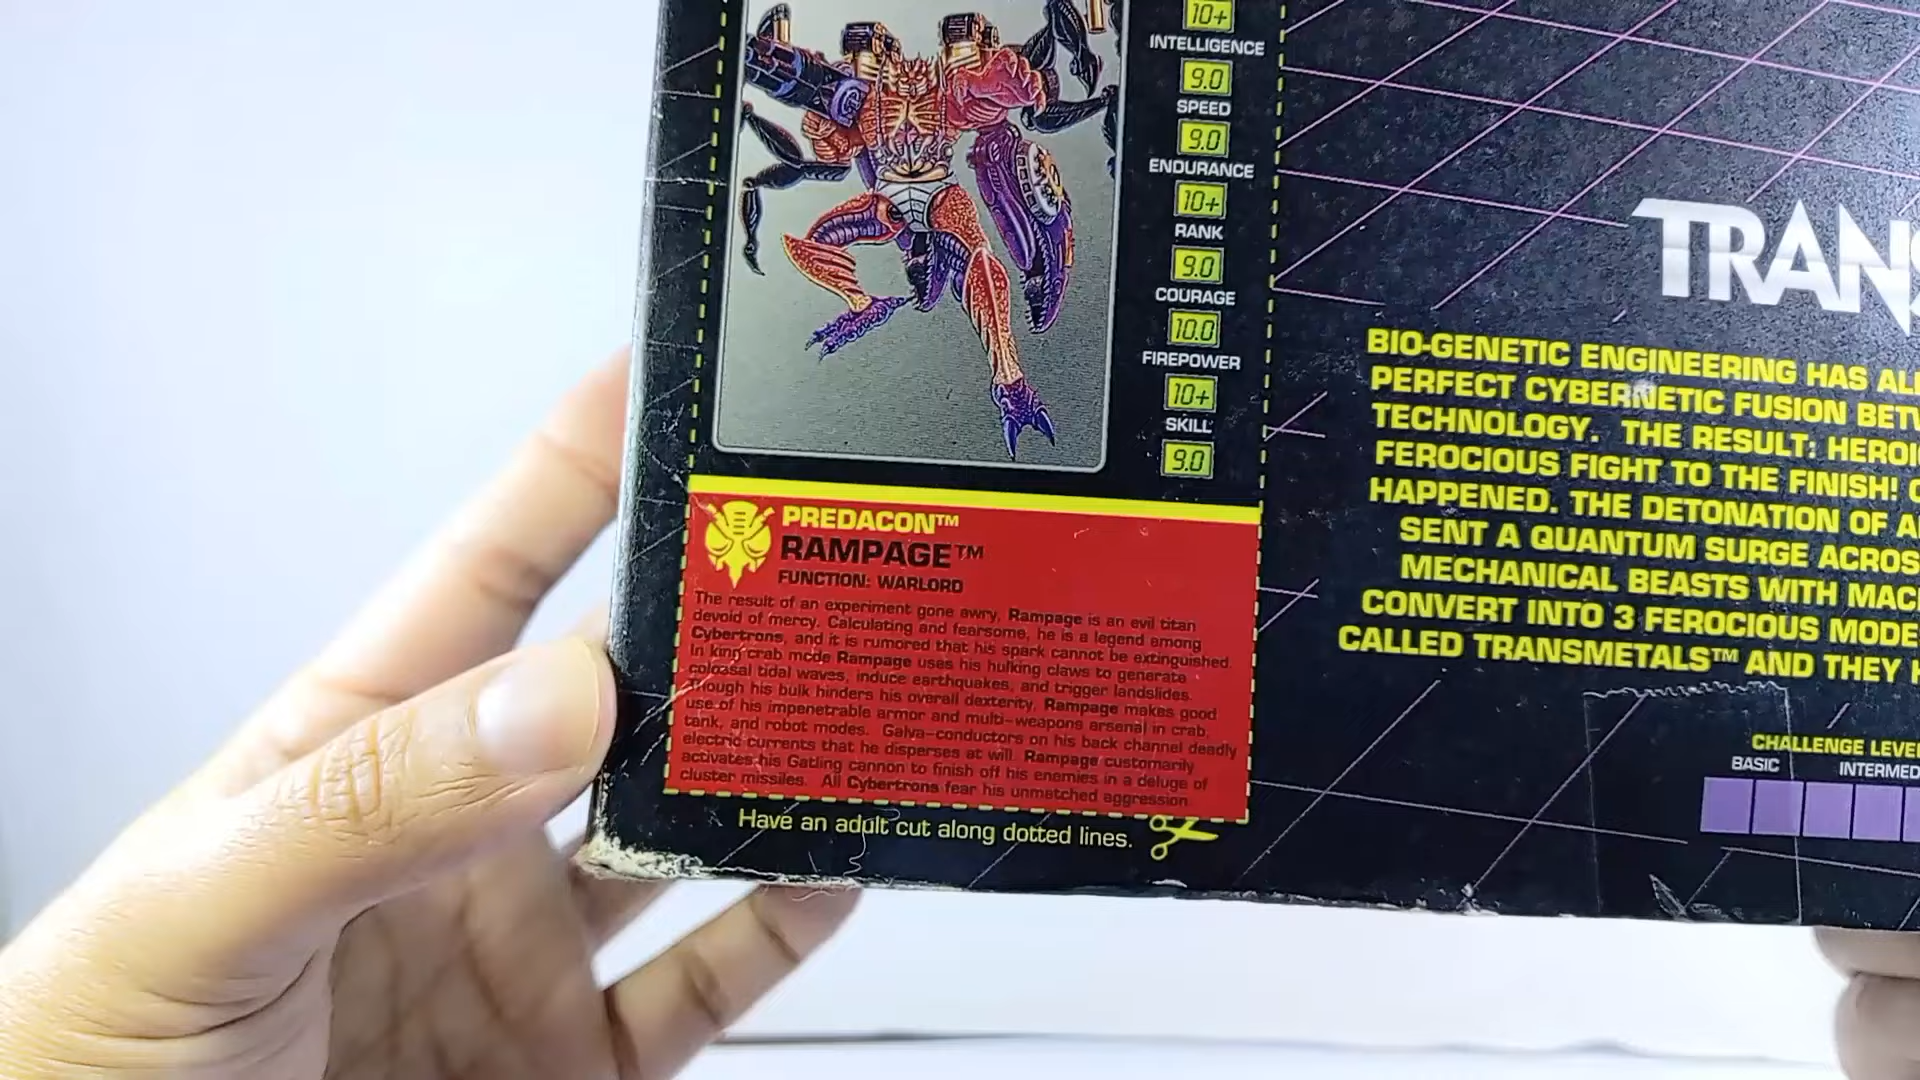 10+
INTELLIGENCE
9.0
SPEED
9.0
ENDURANCE
10+
RANK
9.0
COURAGE
10.0
FIREPOWER
10+
SKILL
9.0
PREDACON™
RAMPAGE™
FUNCTION: WARLORD
The result of an experiment gone awry, Rampage is an evil titan
devoid of mercy. Calculating and fearsome, he is a legend among
Cybertrons, and it is rumored that his spark cannot be extinguished.
In king crab mode Rampage uses his hulking claws to generate
colossal tidal waves, induce earthquakes, and trigger landslides.
Though his bulk hinders his overall dexterity, Rampage makes good
use of his impenetrable armor and multi-weapons arsenal in crab,
tank, and robot modes. Galva-conductors on his back channel deadly
electric currents that he disperses at will. Rampage customarily
activates his Gatling cannon to finish off his enemies in a deluge of
cluster missiles. All Cybertrons fear his unmatched aggression.
Have an adult cut along dotted lines.
TRANS
BIO-GENETIC ENGINEERING HAS AL
PERFECT CYBERNETIC FUSION BETW
TECHNOLOGY. THE RESULT: HEROI
FEROCIOUS FIGHT TO THE FINISH!
HAPPENED. THE DETONATION OF A
SENT A QUANTUM SURGE ACROS
MECHANICAL BEASTS WITH MAC
CONVERT INTO 3 FEROCIOUS MODE
CALLED TRANSMETALS™ AND THEY H
CHALLENGE LEVEL
BASIC INTERMED